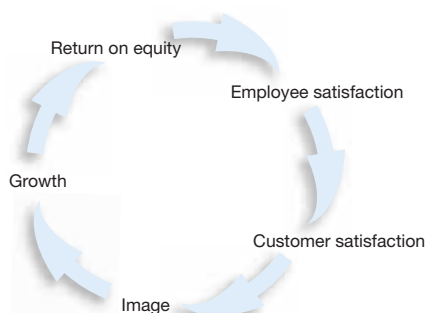 Return on equity
Employee satisfaction
Customer satisfaction
Image
Growth